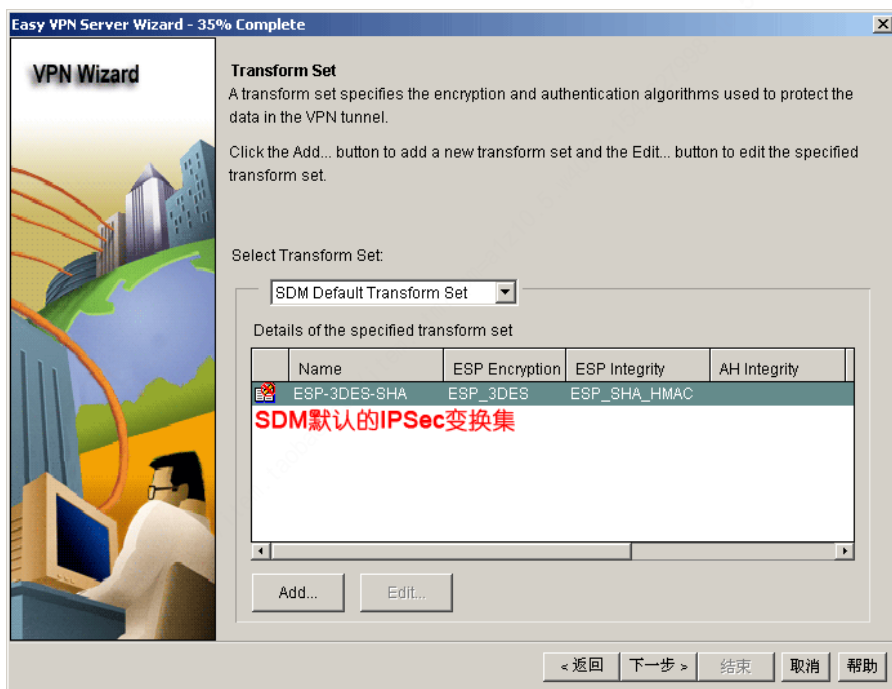 Easy VPN Server Wizard - 35% Complete
VPN Wizard
Transform Set
A transform set specifies the encryption and authentication algorithms used to protect the
data in the VPN tunnel.
Click the Add... button to add a new transform set and the Edit... button to edit the specified
transform set.
Select Transform Set:
SDM Default Transform Set
Details of the specified transform set
Name ESP Encryption ESP Integrity AH Integrity
ESP-3DES-SHA ESP_3DES ESP_SHA_HMAC
SDM默认的IPSec变换集
Add... Edit...
<返回 下一步> 结束 取消 帮助